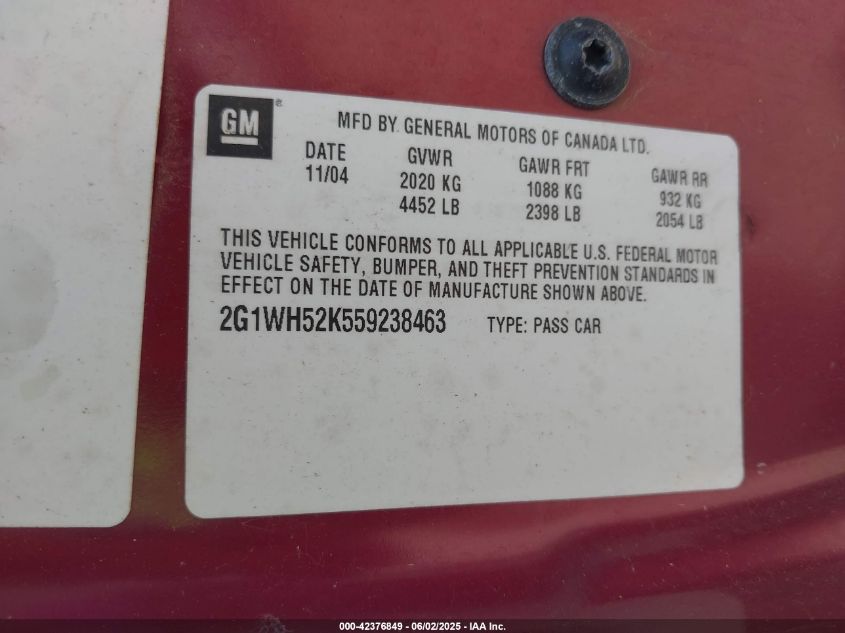 GM ®
MFD BY GENERAL MOTORS OF CANADA LTD.
DATE GVWR GAWR FRT GAWR RR
11/04 2020 KG 1088 KG 932 KG
4452 LB 2398 LB 2054 LB
THIS VEHICLE CONFORMS TO ALL APPLICABLE U.S. FEDERAL MOTOR
VEHICLE SAFETY, BUMPER, AND THEFT PREVENTION STANDARDS IN
EFFECT ON THE DATE OF MANUFACTURE SHOWN ABOVE.
2G1WH52K559238463 TYPE: PASS CAR
000-42376849 - 06/02/2025 - IAA Inc.